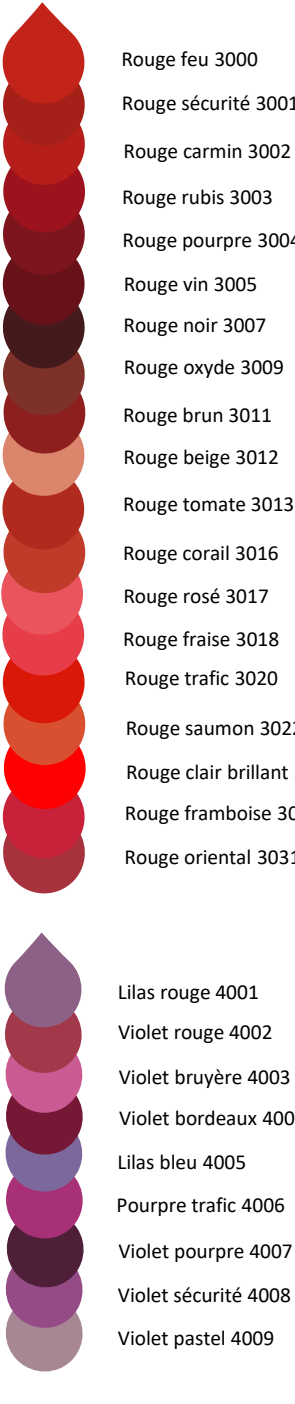 Rouge feu 3000
Rouge sécurité 3001
Rouge carmin 3002
Rouge rubis 3003
Rouge pourpre 3004
Rouge vin 3005
Rouge noir 3007
Rouge oxyde 3009
Rouge brun 3011
Rouge beige 3012
Rouge tomate 3013
Rouge corail 3016
Rouge rosé 3017
Rouge fraise 3018
Rouge trafic 3020
Rouge saumon 3022
Rouge clair brillant
Rouge framboise 30
Rouge oriental 3031
Lilas rouge 4001
Violet rouge 4002
Violet bruyère 4003
Violet bordeaux 400
Lilas bleu 4005
Pourpre trafic 4006
Violet pourpre 4007
Violet sécurité 4008
Violet pastel 4009